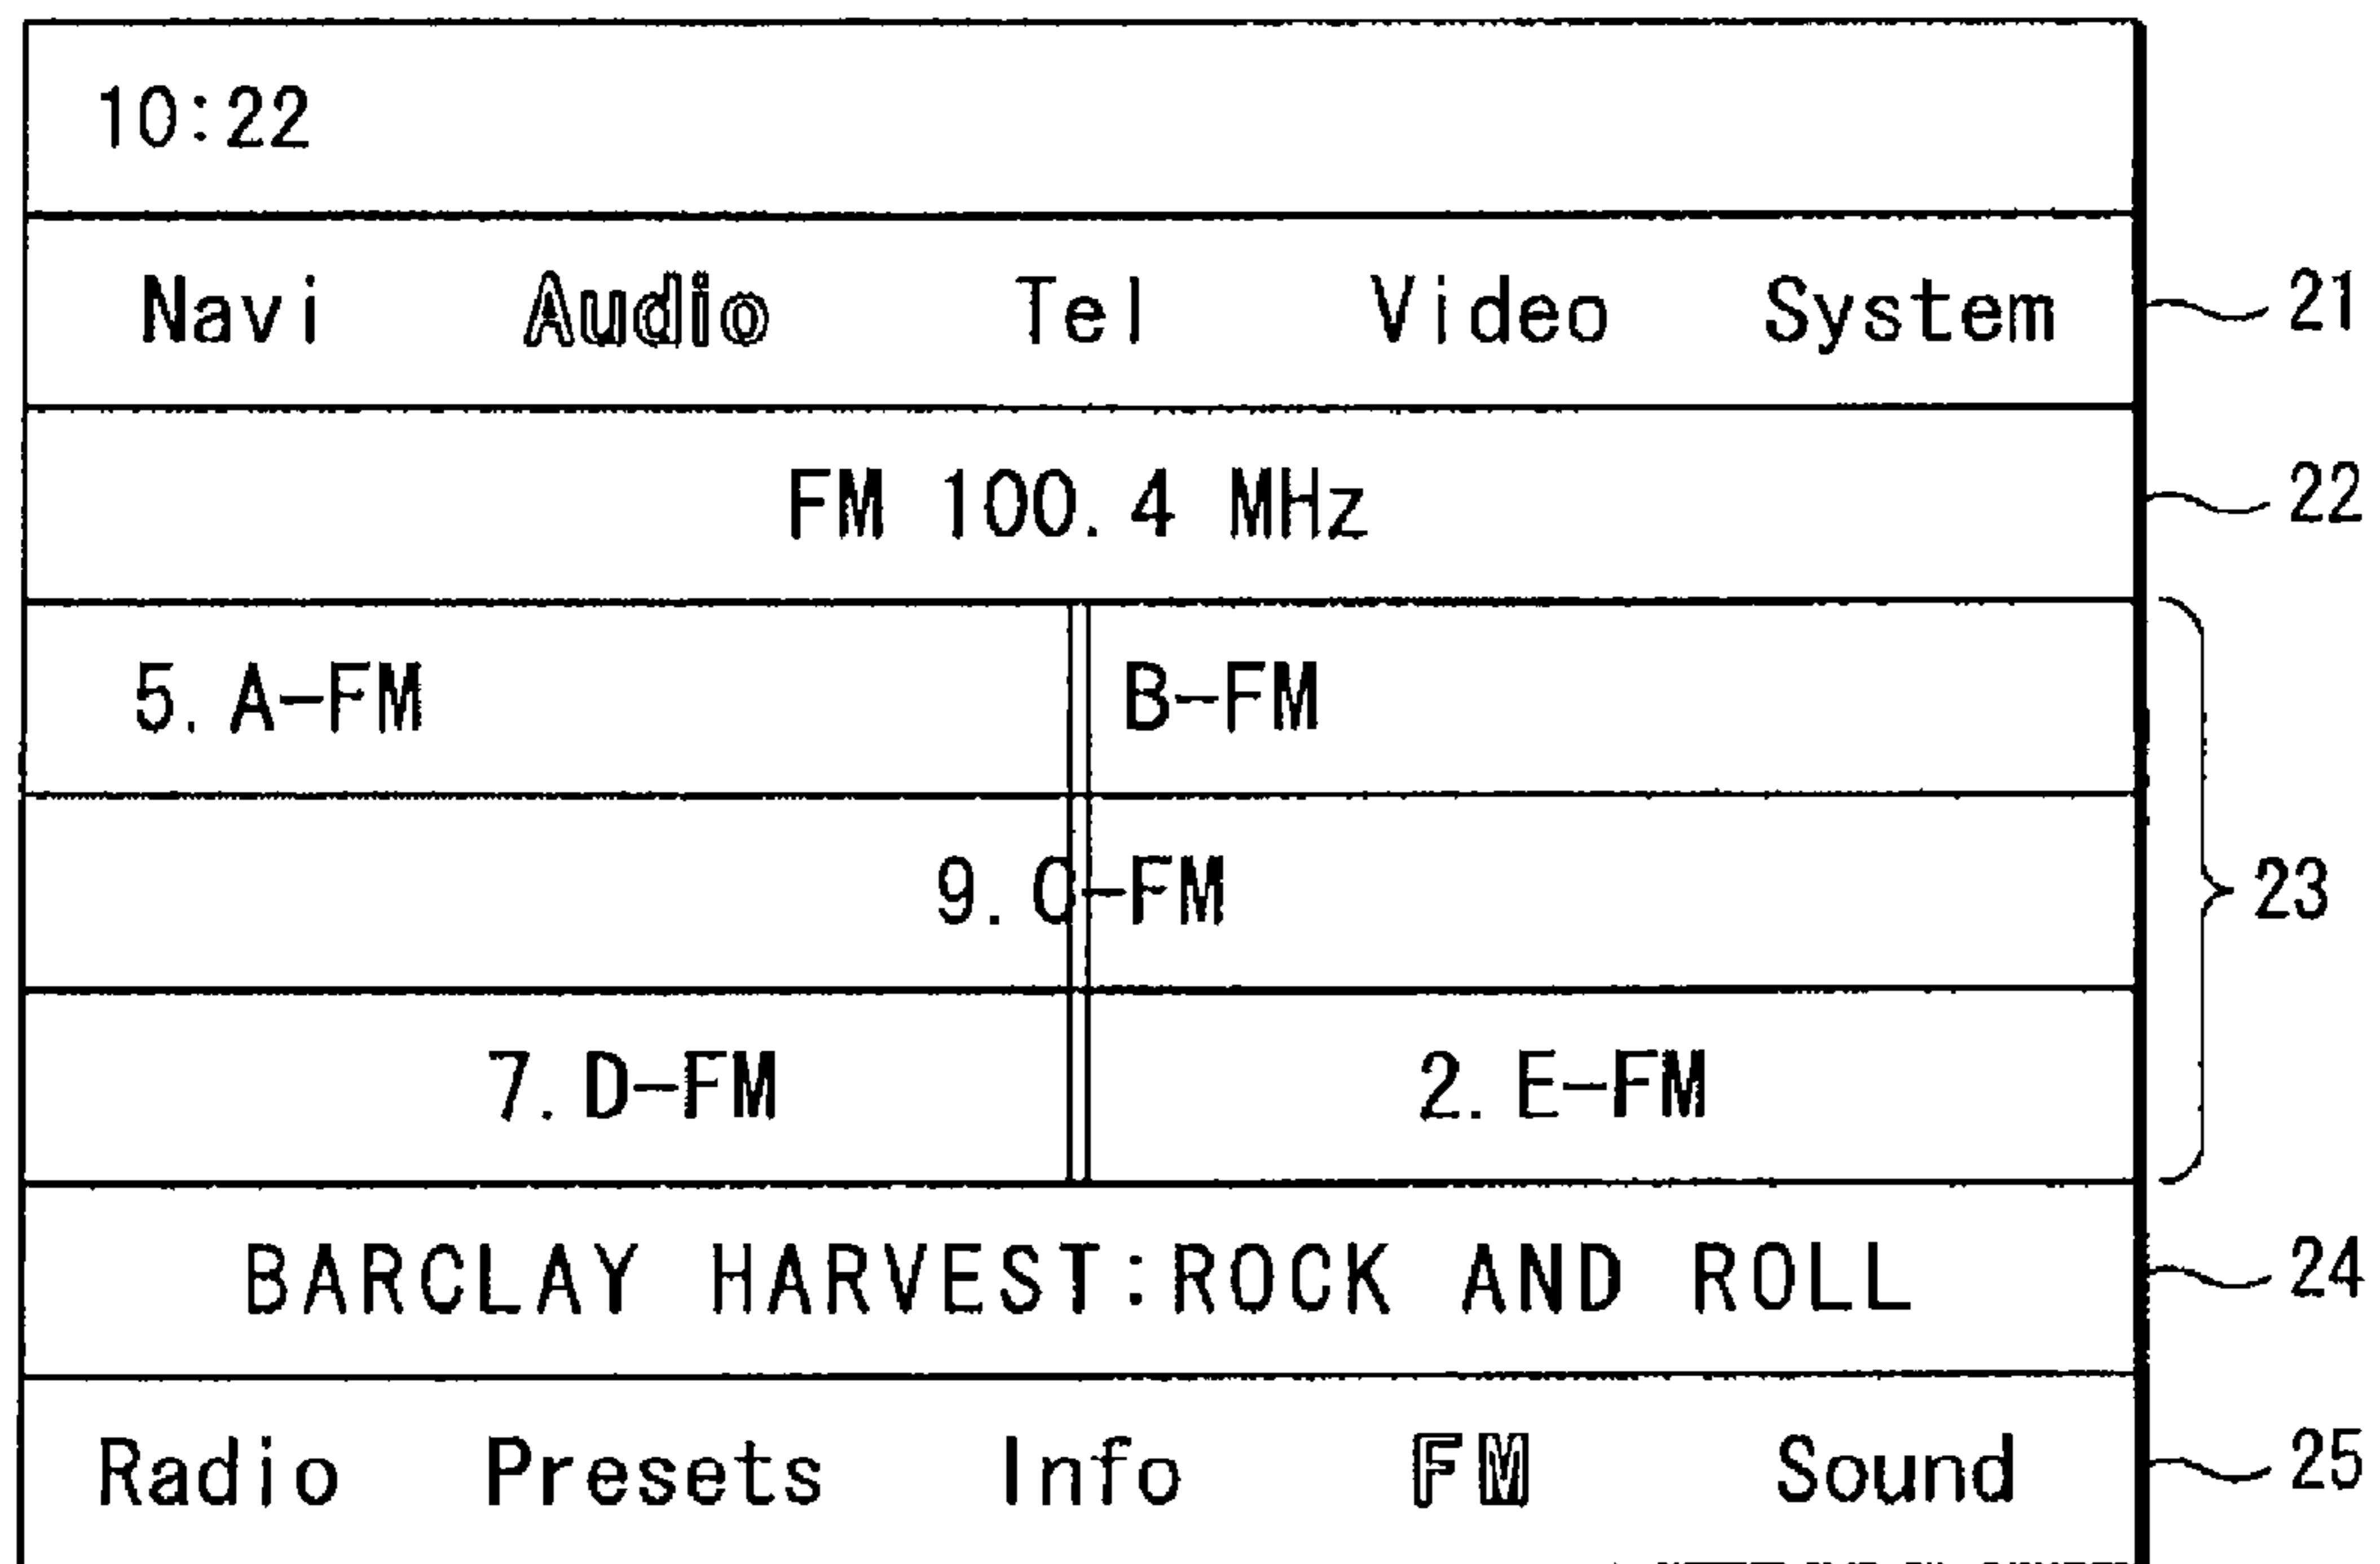 10:22
Navi Audio Tel Video System 21
FM 100.4 MHz 22
5. A-FM B-FM
9. C-FM 23
7. D-FM 2. E-FM
BARCLAY HARVEST:ROCK AND ROLL 24
Radio Presets Info FM Sound 25